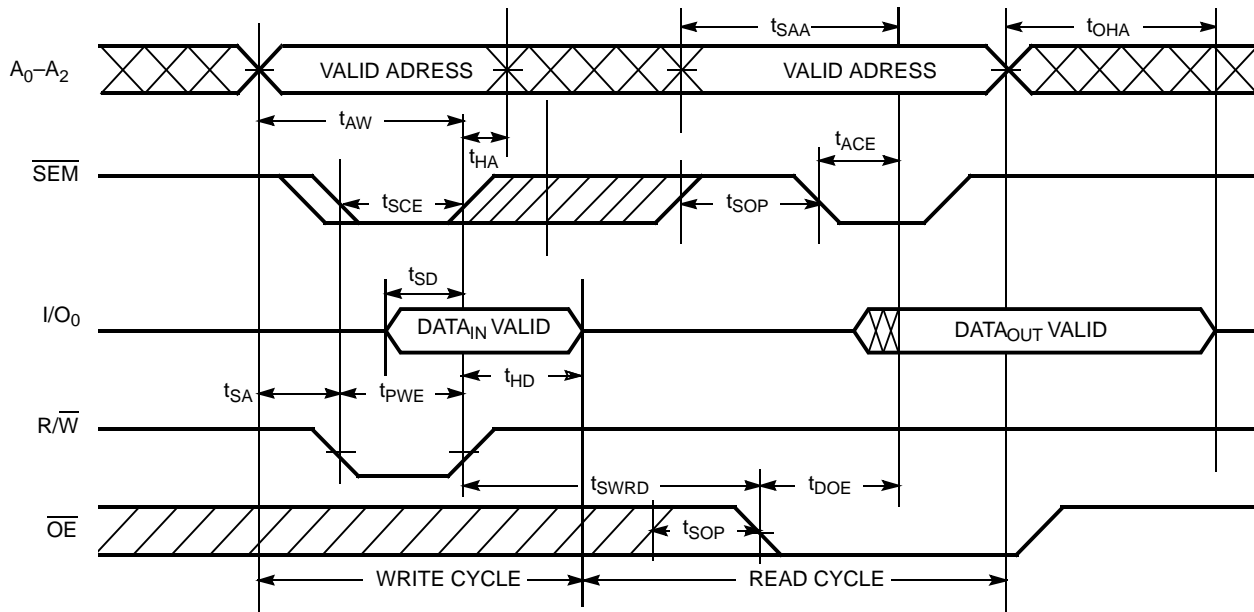 tSAA
tOHA
A0–A2
VALID ADRESS
VALID ADRESS
tAW
tHA
tACE
SEM
tSCE
tSOP
tSD
I/O0
DATAIN VALID
DATAOUT VALID
tSA
tPWE
tHD
R/W
tSWRD
tDOE
OE
tSOP
WRITE CYCLE
READ CYCLE